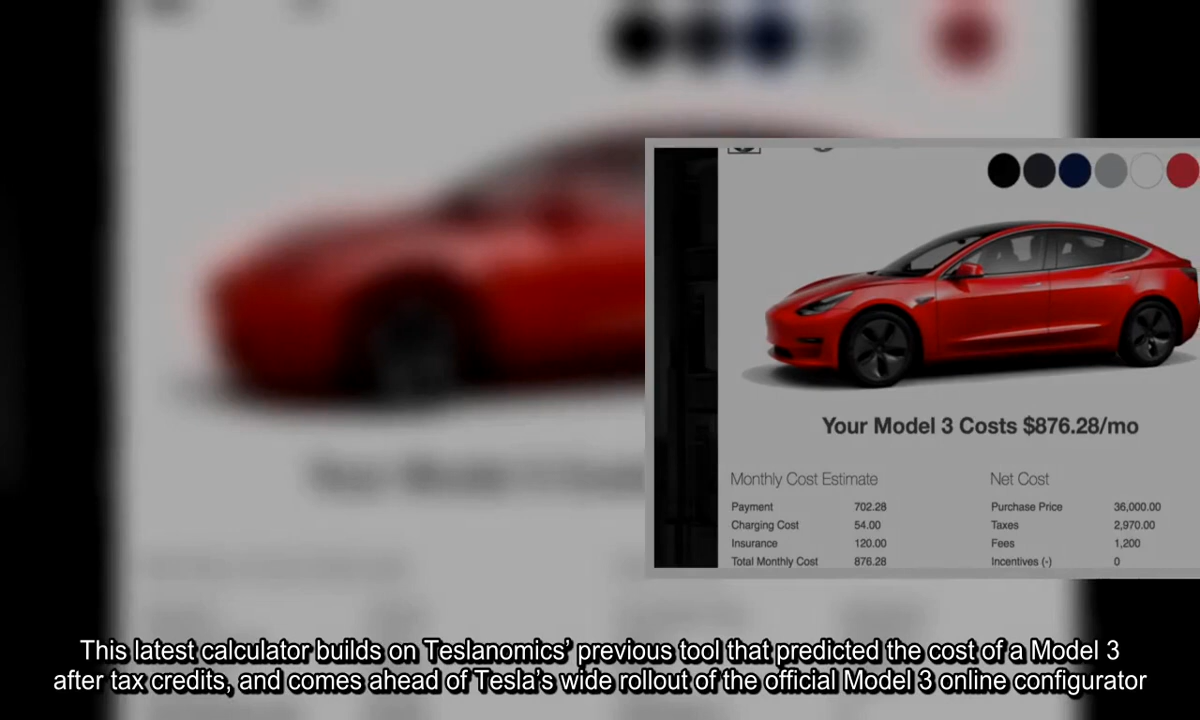 Your Model 3 Costs $876.28/mo
Monthly Cost Estimate
Payment 702.28
Charging Cost 54.00
Insurance 120.00
Total Monthly Cost 876.28
Net Cost
Purchase Price 36,000.00
Taxes 2,970.00
Fees 1,200
Incentives (-) 0
This latest calculator builds on Teslanomics' previous tool that predicted the cost of a Model 3
after tax credits, and comes ahead of Tesla's wide rollout of the official Model 3 online configurator